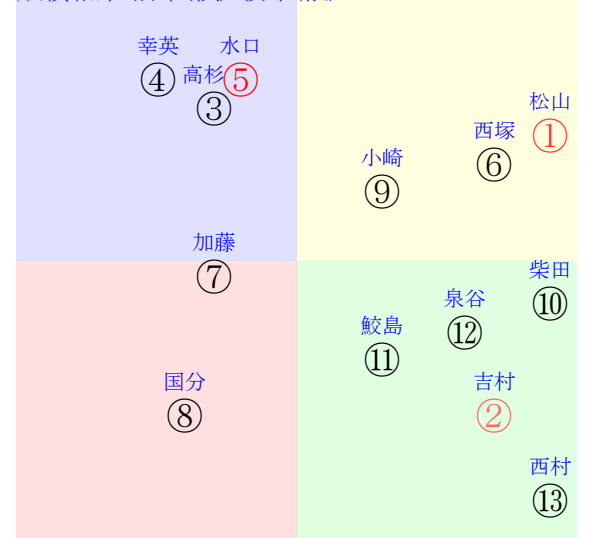 幸英 水口
④ 高杉 ⑤
③
松山
①
西塚
⑥
小崎
⑨
加藤
⑦
柴田
⑩
泉谷
⑫
鮫島
⑪
国分
⑧
吉村
②
西村
⑬